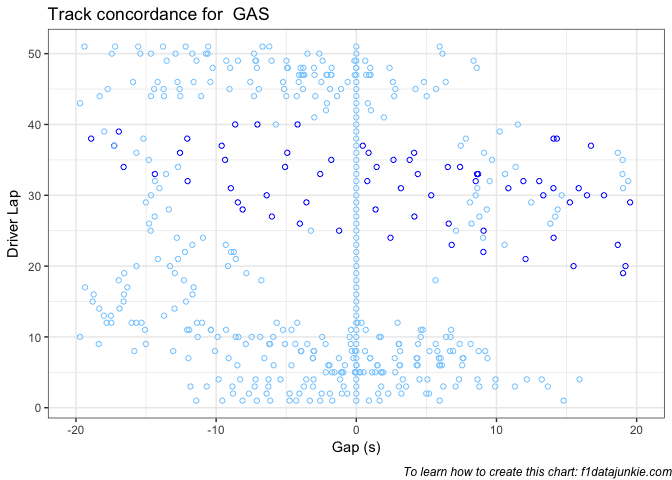 Track concordance for GAS
50
40
30
20
10
0
Driver Lap
-20 -10 0 10 20
Gap (s)
To learn how to create this chart: f1datajunkie.com